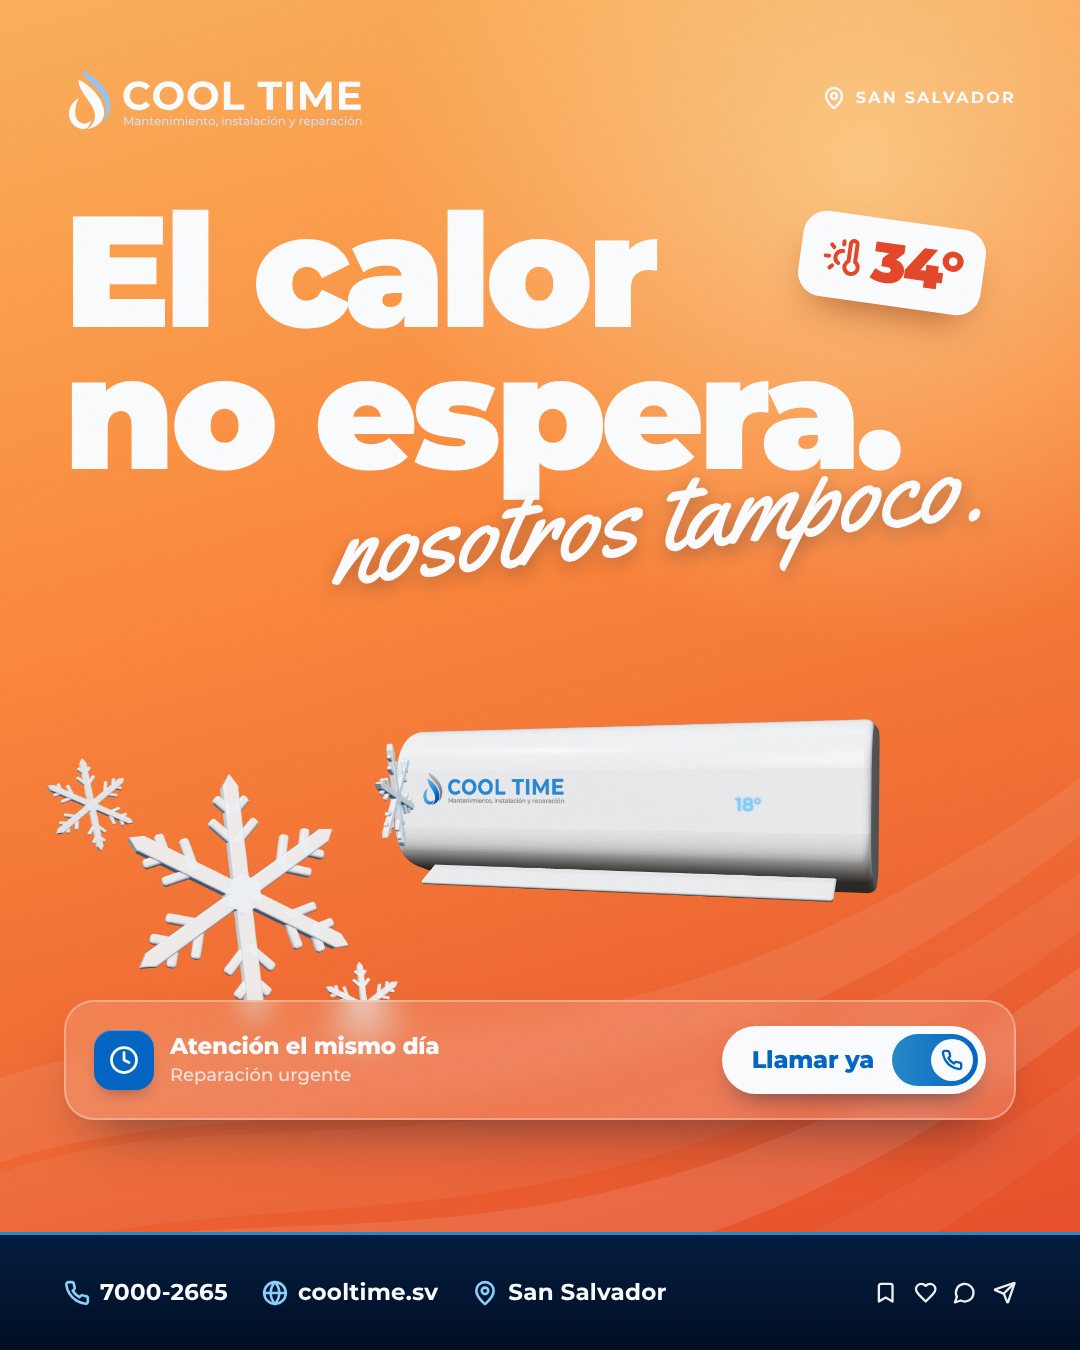 COOL TIME
Mantenimiento, instalación y reparación
SAN SALVADOR
El calor
34°
no espera.
nosotros tampoco.
COOL TIME
Mantenimiento, instalación y reparación
18°
Atención el mismo día
Reparación urgente
Llamar ya
7000-2665
cooltime.sv
San Salvador